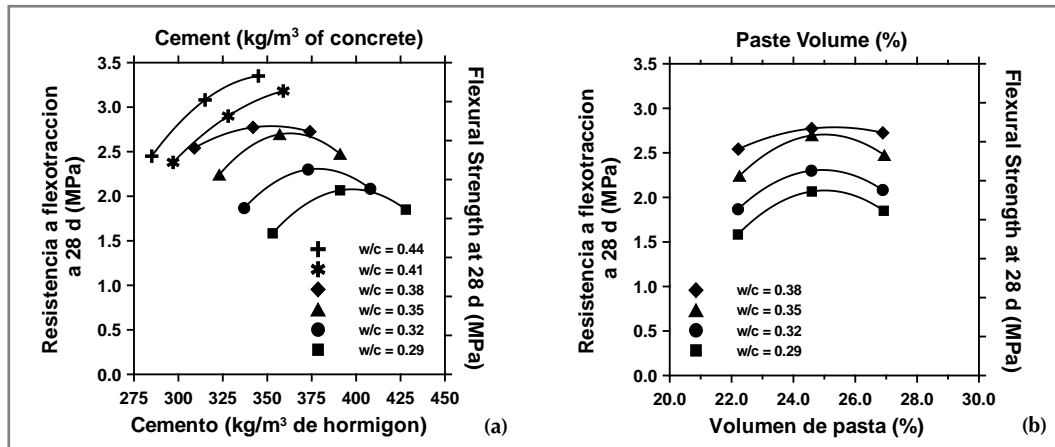 Cement (kg/m³ of concrete)
3.5
3.0
2.5
2.0
1.5
1.0
0.5
0.0
Resistencia a flexotraccion
a 28 d (MPa)
Flexural Strength at 28 d (MPa)
w/c = 0.44
w/c = 0.41
w/c = 0.38
w/c = 0.35
w/c = 0.32
w/c = 0.29
275 300 325 350 375 400 425 450
Cemento (kg/m³ de hormigon)
(a)
Paste Volume (%)
3.5
3.0
2.5
2.0
1.5
1.0
0.5
0.0
Resistencia a flexotraccion
a 28 d (MPa)
Flexural Strength at 28 d (MPa)
w/c = 0.38
w/c = 0.35
w/c = 0.32
w/c = 0.29
20.0 22.0 24.0 26.0 28.0 30.0
Volumen de pasta (%)
(b)